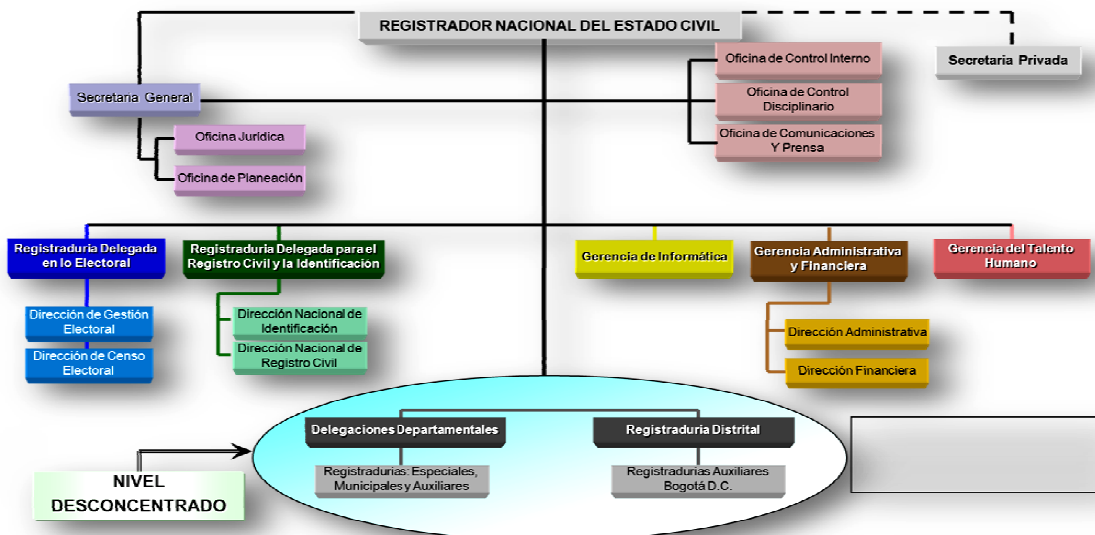 REGISTRADOR NACIONAL DEL ESTADO CIVIL
Oficina de Control Interno
Secretaria Privada
Secretaria General
Oficina de Control
Disciplinario
Oficina Jurídica
Oficina de Comunicaciones
Y Prensa
Oficina de Planeación
Registraduria Delegada
en lo Electoral
Registraduria Delegada para el
Registro Civil y la Identificación
Gerencia de Informática
Gerencia Administrativa
y Financiera
Gerencia del Talento
Humano
Dirección de Gestión
Electoral
Dirección de Censo
Electoral
Dirección Nacional de
Identificación
Dirección Nacional de
Registro Civil
Dirección Administrativa
Dirección Financiera
Delegaciones Departamentales
Registraduria Distrital
Registradurias: Especiales,
Municipales y Auxiliares
Registradurias Auxiliares
Bogotá D.C.
NIVEL
DESCONCENTRADO